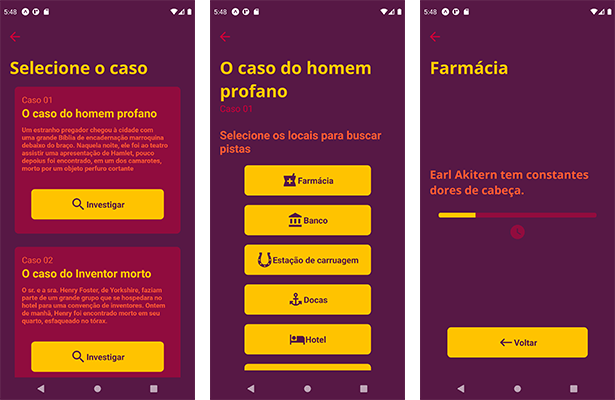 5:48
Selecione o caso
Caso 01
O caso do homem profano
Um estranho pregador chegou à cidade com
uma grande Bíblia de encadernação marroquina
debaixo do braço. Naquela noite, ele foi ao teatro
assistir uma apresentação de Hamlet, pouco
depoius foi encontrado, em um dos camarotes,
morto por um objeto perfuro cortante
Investigar
Caso 02
O caso do Inventor morto
O sr. e a sra. Henry Foster, de Yorkshire, faziam
parte de um grande grupo que se hospedara no
hotel para uma convenção de inventores. Ontem
de manhã, Henry foi encontrado morto em seu
quarto, esfaqueado no tórax.
Investigar
5:48
O caso do homem
profano
Caso 01
Selecione os locais para buscar
pistas
Farmácia
Banco
Estação de carruagem
Docas
Hotel
5:48
Farmácia
Earl Akitern tem constantes
dores de cabeça.
Voltar